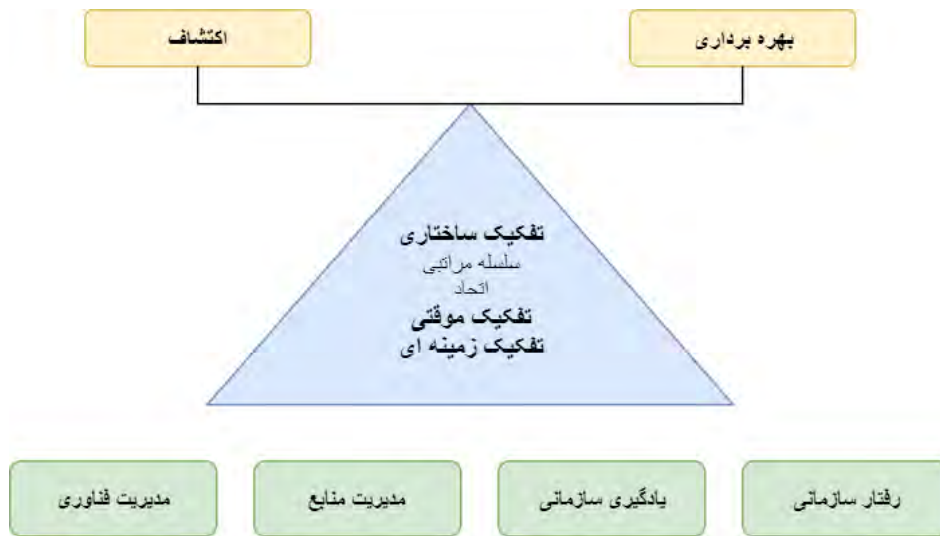 بهره برداری
اکتشاف
تفکیک ساختاری
سلسله مراتبی
اتحاد
تفکیک موقتی
تفکیک زمینه ای
رفتار سازمانی
یادگیری سازمانی
مدیریت منابع
مدیریت فناوری